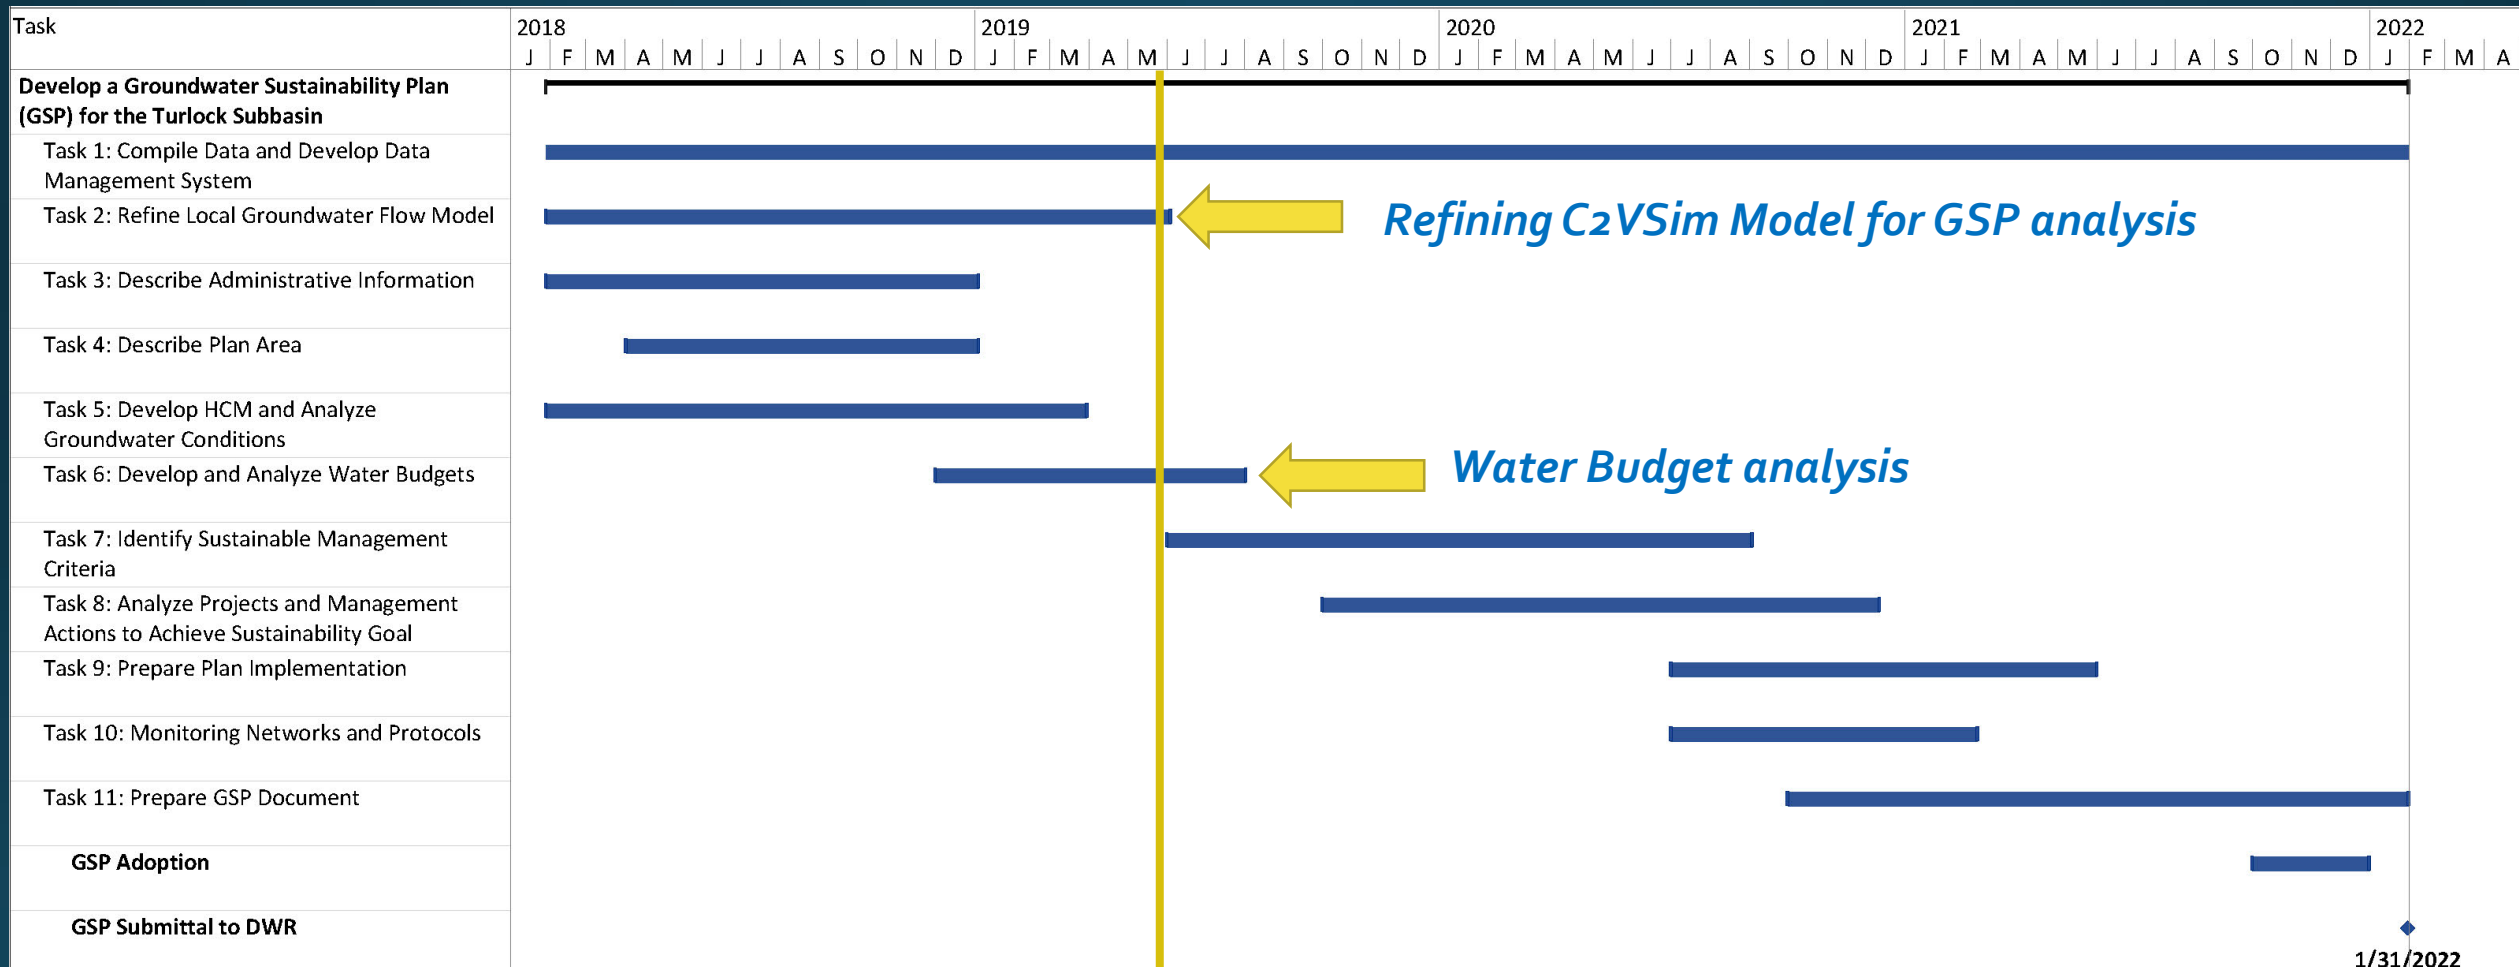 Task
2018 2019 2020 2021 2022
J F M A M J J A S O N D J F M A M J J A S O N D J F M A M J J A S O N D J F M A M J J A S O N D J F M A
Develop a Groundwater Sustainability Plan
(GSP) for the Turlock Subbasin
Task 1: Compile Data and Develop Data
Management System
Task 2: Refine Local Groundwater Flow Model
Refining C2VSim Model for GSP analysis
Task 3: Describe Administrative Information
Task 4: Describe Plan Area
Task 5: Develop HCM and Analyze
Groundwater Conditions
Task 6: Develop and Analyze Water Budgets
Water Budget analysis
Task 7: Identify Sustainable Management
Criteria
Task 8: Analyze Projects and Management
Actions to Achieve Sustainability Goal
Task 9: Prepare Plan Implementation
Task 10: Monitoring Networks and Protocols
Task 11: Prepare GSP Document
GSP Adoption
GSP Submittal to DWR
1/31/2022